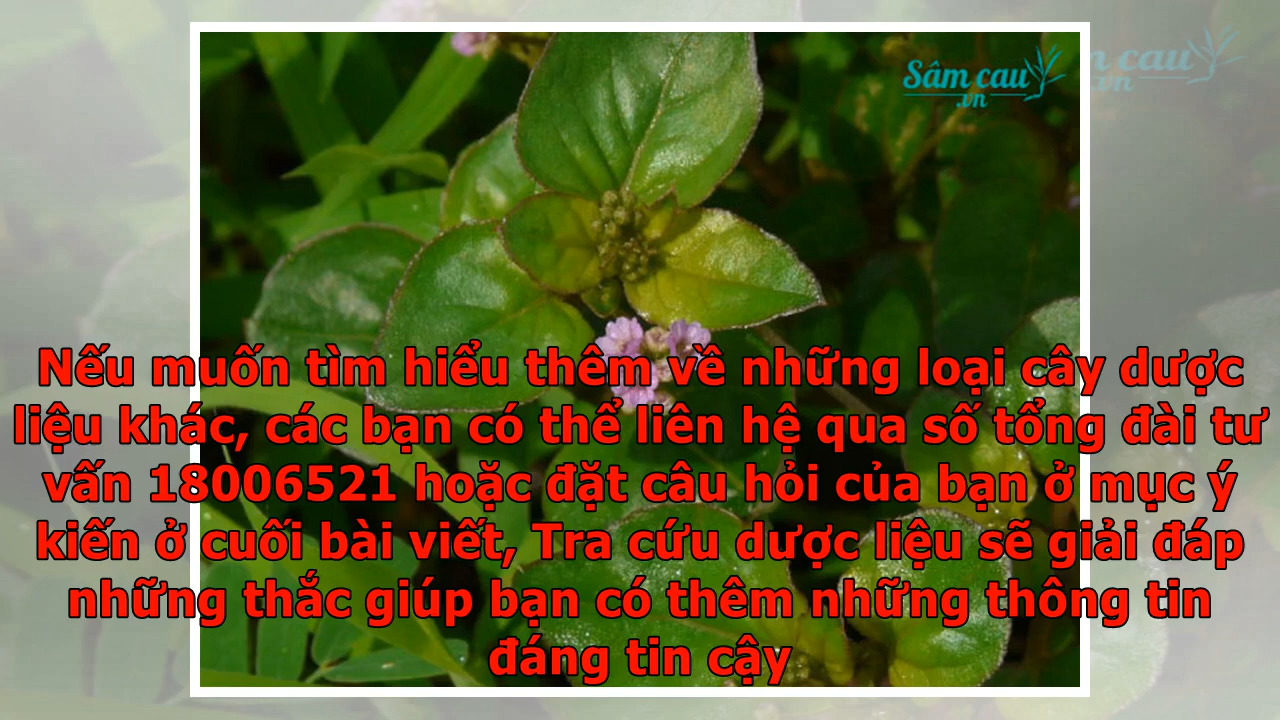 Sâm cau
.vn
m cau
.vn
Nếu muốn tìm hiểu thêm về những loại cây dược
liệu khác, các bạn có thể liên hệ qua số tổng đài tư
vấn 18006521 hoặc đặt câu hỏi của bạn ở mục ý
kiến ở cuối bài viết, Tra cứu dược liệu sẽ giải đáp
những thắc giúp bạn có thêm những thông tin
đáng tin cậy